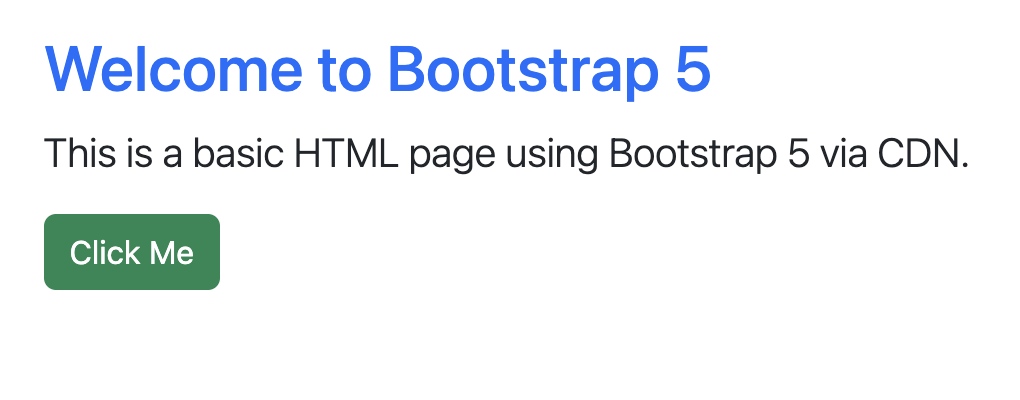 Welcome to Bootstrap 5
This is a basic HTML page using Bootstrap 5 via CDN.
Click Me